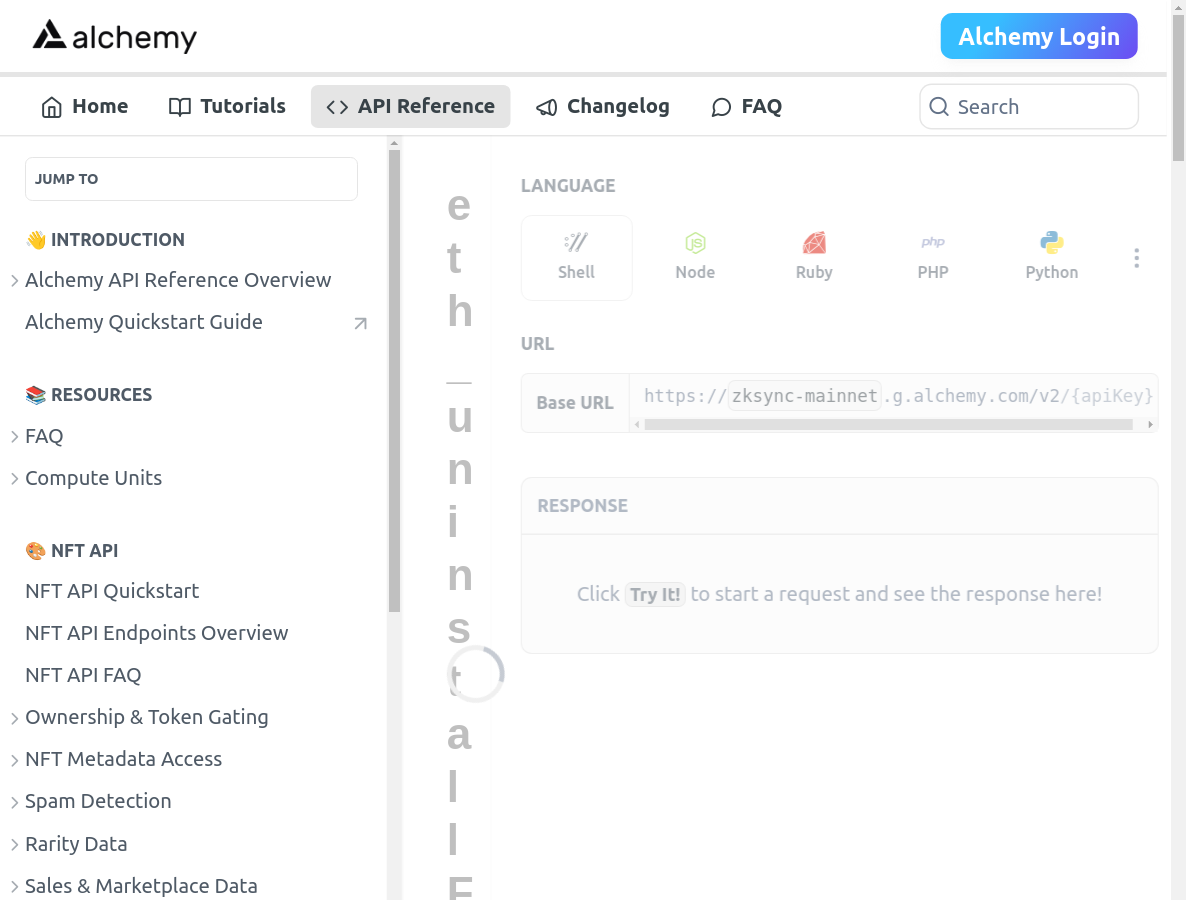 alchemy
Alchemy Login
Home
Tutorials
API Reference
Changelog
FAQ
Search
JUMP TO
👋 INTRODUCTION
Alchemy API Reference Overview
Alchemy Quickstart Guide
📚 RESOURCES
FAQ
Compute Units
🎨 NFT API
NFT API Quickstart
NFT API Endpoints Overview
NFT API FAQ
Ownership & Token Gating
NFT Metadata Access
Spam Detection
Rarity Data
Sales & Marketplace Data
e
t
h
_
u
n
i
n
s
t
a
l
l
F
LANGUAGE
Shell
Node
Ruby
php
PHP
Python
URL
Base URL
https://zksync-mainnet.g.alchemy.com/v2/{apiKey}
RESPONSE
Click Try It! to start a request and see the response here!